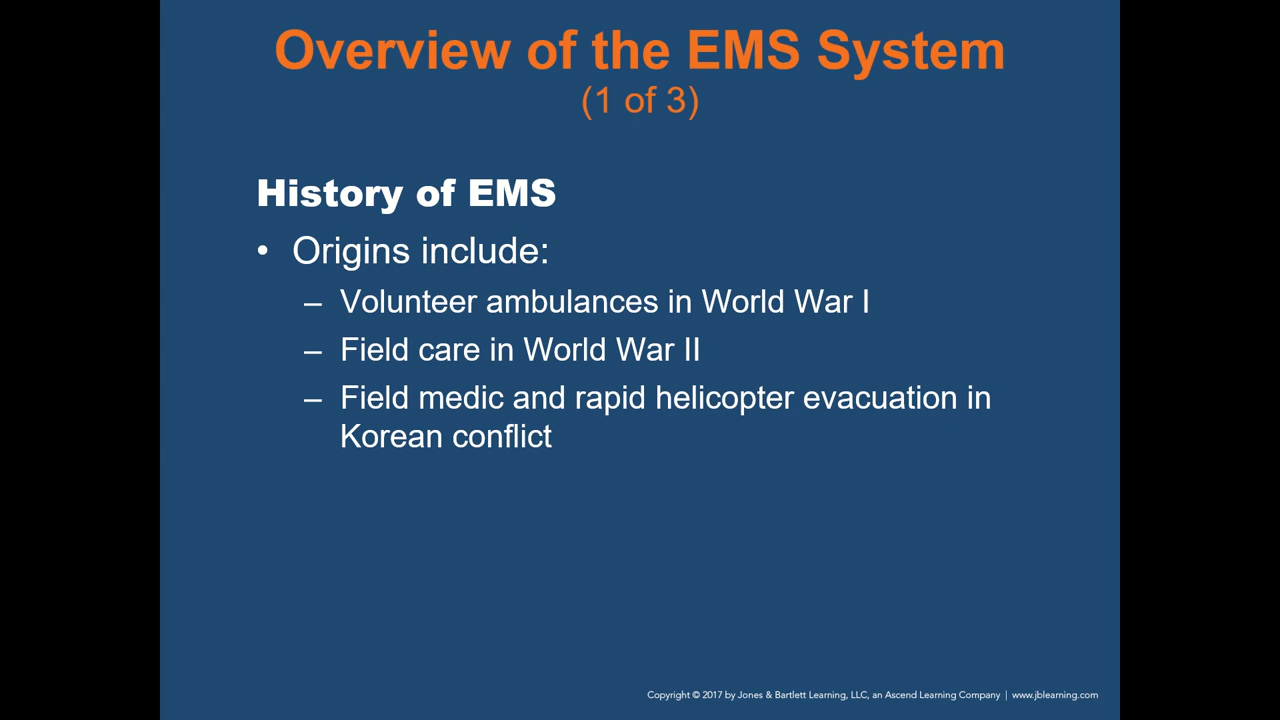 Overview of the EMS System
(1 of 3)
History of EMS
• Origins include:
– Volunteer ambulances in World War I
– Field care in World War II
– Field medic and rapid helicopter evacuation in
Korean conflict
Copyright © 2017 by Jones & Bartlett Learning, LLC, an Ascend Learning Company | www.jblearning.com